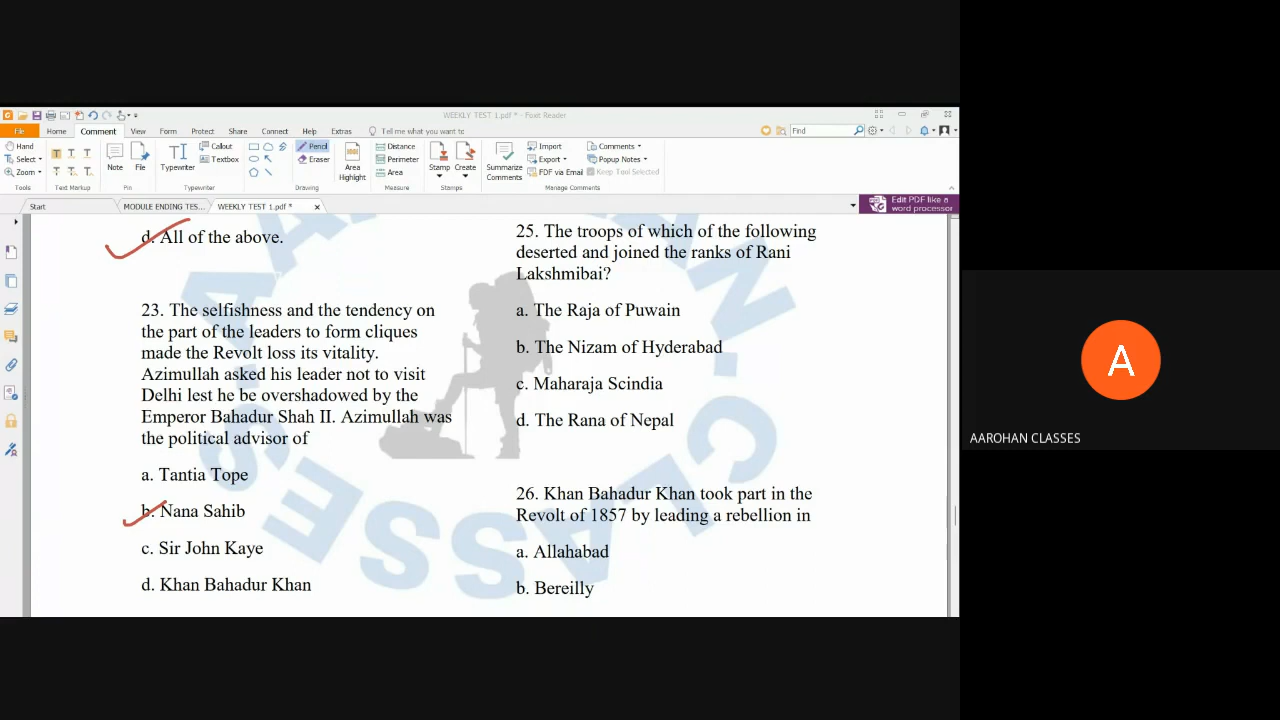 WEEKLY TEST 1.pdf * - Foxit Reader
File
Home
Comment
View
Form
Protect
Share
Connect
Help
Extras
Tell me what you want to
Find
Hand
Select
Zoom
Tools
Text Markup
Note
File
Pin
Typewriter
Callout
Textbox
Typewriter
Pencil
Eraser
Drawing
Area
Highlight
Distance
Perimeter
Area
Measure
Stamp
Create
Stamps
Summarize
Comments
Import
Export
FDF via Email
Comments
Popup Notes
Keep Tool Selected
Manage Comments
Start
MODULE ENDING TES...
WEEKLY TEST 1.pdf *
Edit PDF like a
word processor
d. All of the above.
23. The selfishness and the tendency on
the part of the leaders to form cliques
made the Revolt loss its vitality.
Azimullah asked his leader not to visit
Delhi lest he be overshadowed by the
Emperor Bahadur Shah II. Azimullah was
the political advisor of
a. Tantia Tope
b. Nana Sahib
c. Sir John Kaye
d. Khan Bahadur Khan
25. The troops of which of the following
deserted and joined the ranks of Rani
Lakshmibai?
a. The Raja of Puwain
b. The Nizam of Hyderabad
c. Maharaja Scindia
d. The Rana of Nepal
26. Khan Bahadur Khan took part in the
Revolt of 1857 by leading a rebellion in
a. Allahabad
b. Bereilly
CLASSES
A
AAROHAN CLASSES